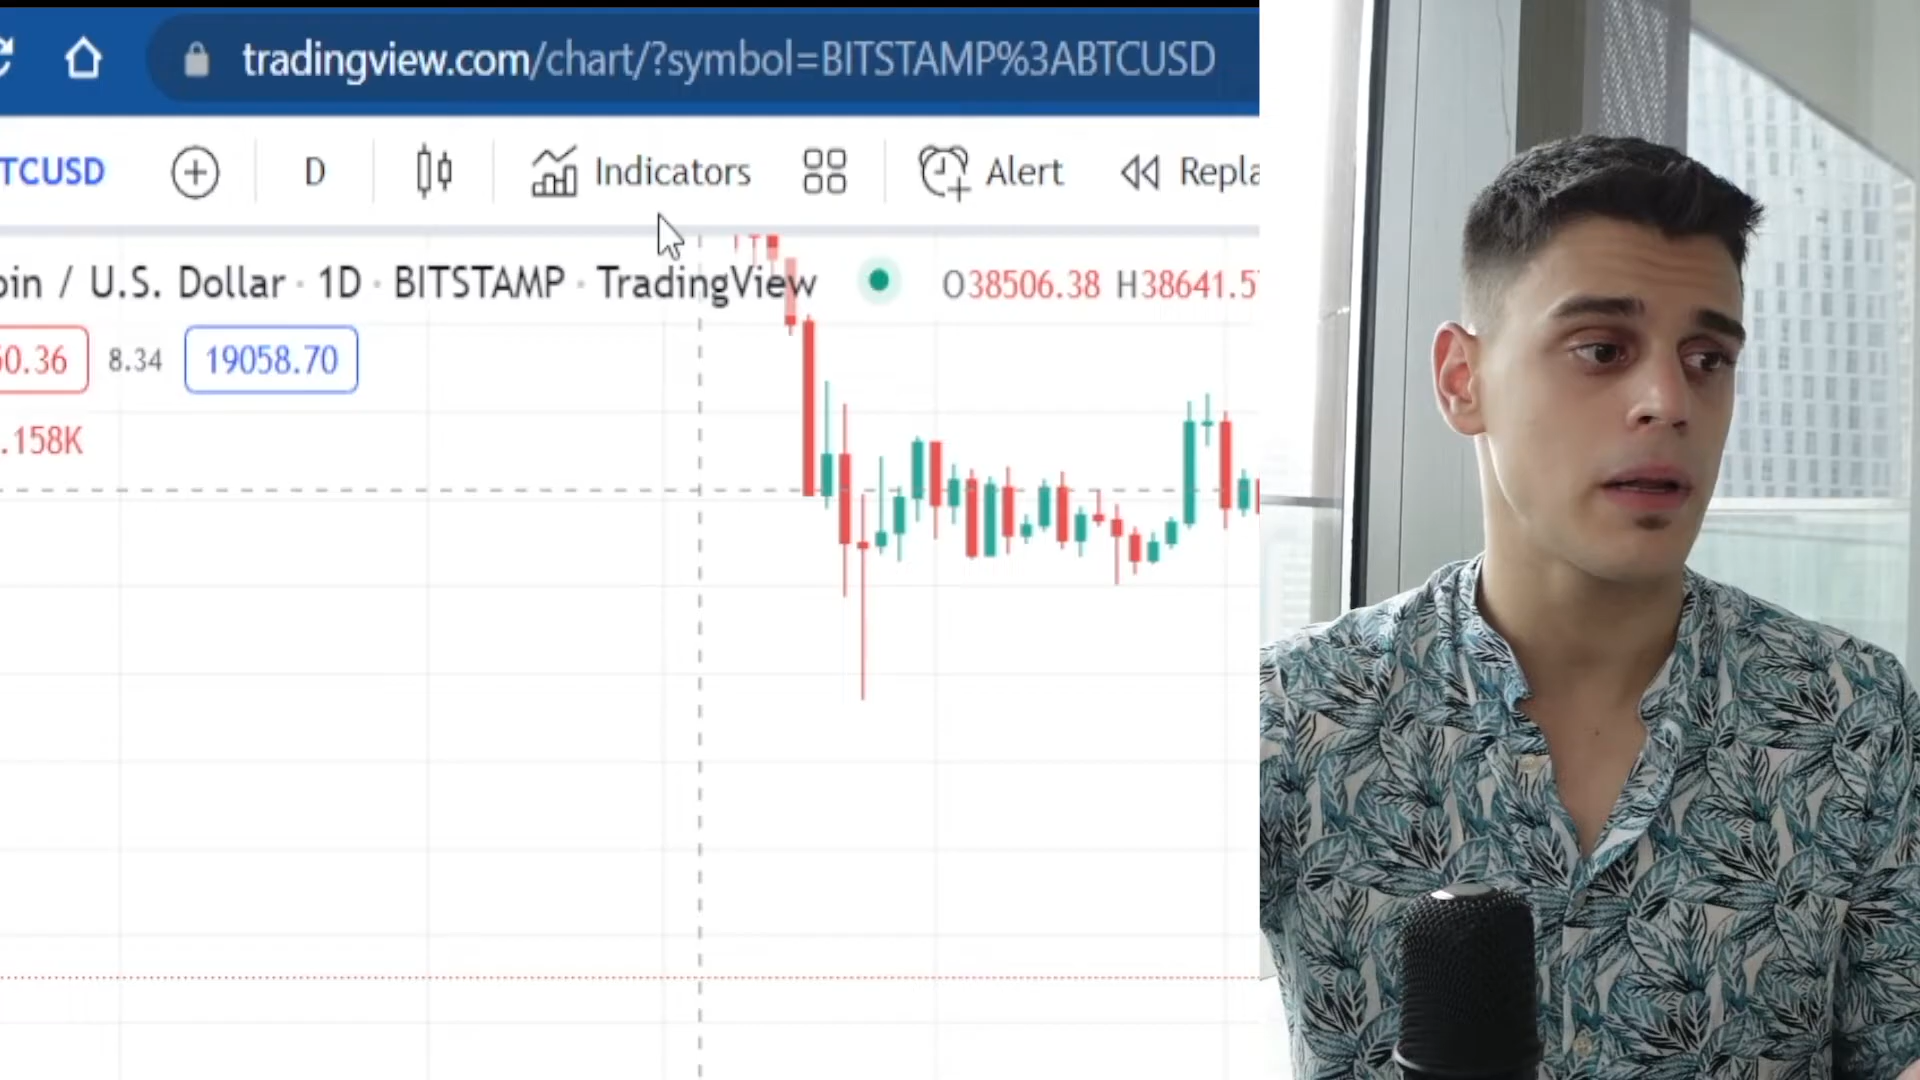 tradingview.com/chart/?symbol=BITSTAMP%3ABTCUSD
TCUSD D Indicators Alert Repla
oin / U.S. Dollar · 1D · BITSTAMP · TradingView O38506.38 H38641.5
0.36 8.34 19058.70
.158K